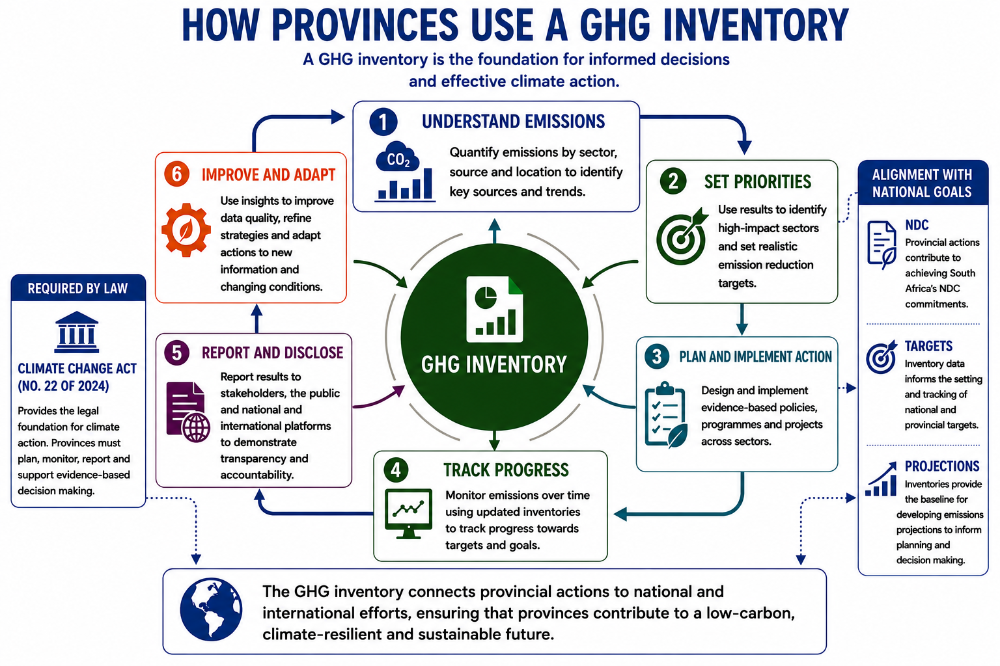 HOW PROVINCES USE A GHG INVENTORY
A GHG inventory is the foundation for informed decisions
and effective climate action.
1
UNDERSTAND EMISSIONS
CO₂
Quantify emissions by sector,
source and location to identify
key sources and trends.
2
SET PRIORITIES
Use results to identify
high-impact sectors
and set realistic
emission reduction
targets.
3
PLAN AND IMPLEMENT ACTION
Design and implement
evidence-based policies,
programmes and projects
across sectors.
4
TRACK PROGRESS
Monitor emissions over time
using updated inventories
to track progress towards
targets and goals.
5
REPORT AND DISCLOSE
Report results to
stakeholders, the public
and national and
international platforms
to demonstrate
transparency and
accountability.
6
IMPROVE AND ADAPT
Use insights to improve
data quality, refine
strategies and adapt
actions to new
information and
changing conditions.
GHG INVENTORY
REQUIRED BY LAW
CLIMATE CHANGE ACT
(NO. 22 OF 2024)
Provides the legal
foundation for climate
action. Provinces must
plan, monitor, report and
support evidence-based
decision making.
ALIGNMENT WITH
NATIONAL GOALS
NDC
Provincial actions
contribute to
achieving South
Africa's NDC
commitments.
TARGETS
Inventory data
informs the setting
and tracking of
national and
provincial targets.
PROJECTIONS
Inventories provide
the baseline for
developing emissions
projections to inform
planning and
decision making.
The GHG inventory connects provincial actions to national and
international efforts, ensuring that provinces contribute to a low-carbon,
climate-resilient and sustainable future.